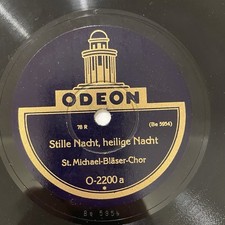 ODEON
78 R (Be 5954)
Stille Nacht, heilige Nacht
St. Michael-Bläser-Chor
O-2200 a
Be 5954